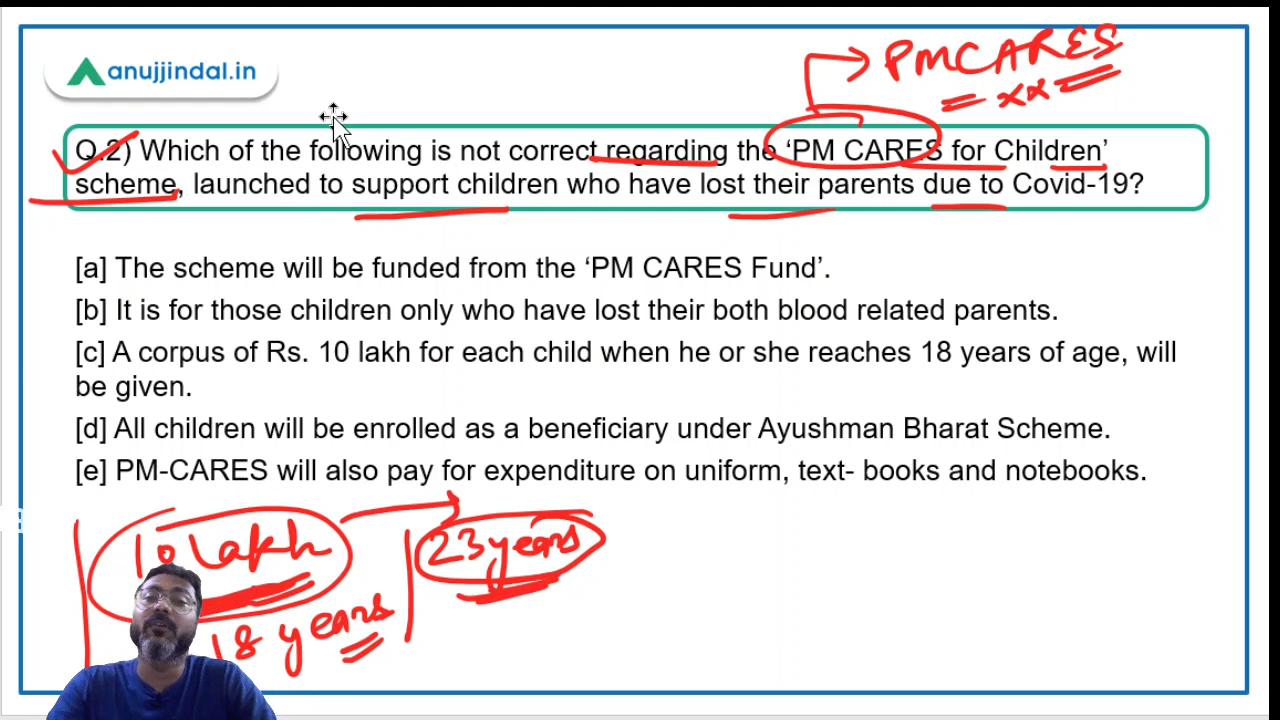 PMCARES
anujjindal.in
Q.2) Which of the following is not correct regarding the ‘PM CARES for Children’
scheme, launched to support children who have lost their parents due to Covid-19?
[a] The scheme will be funded from the ‘PM CARES Fund’.
[b] It is for those children only who have lost their both blood related parents.
[c] A corpus of Rs. 10 lakh for each child when he or she reaches 18 years of age, will
be given.
[d] All children will be enrolled as a beneficiary under Ayushman Bharat Scheme.
[e] PM-CARES will also pay for expenditure on uniform, text- books and notebooks.
10 lakh 23 years
18 years